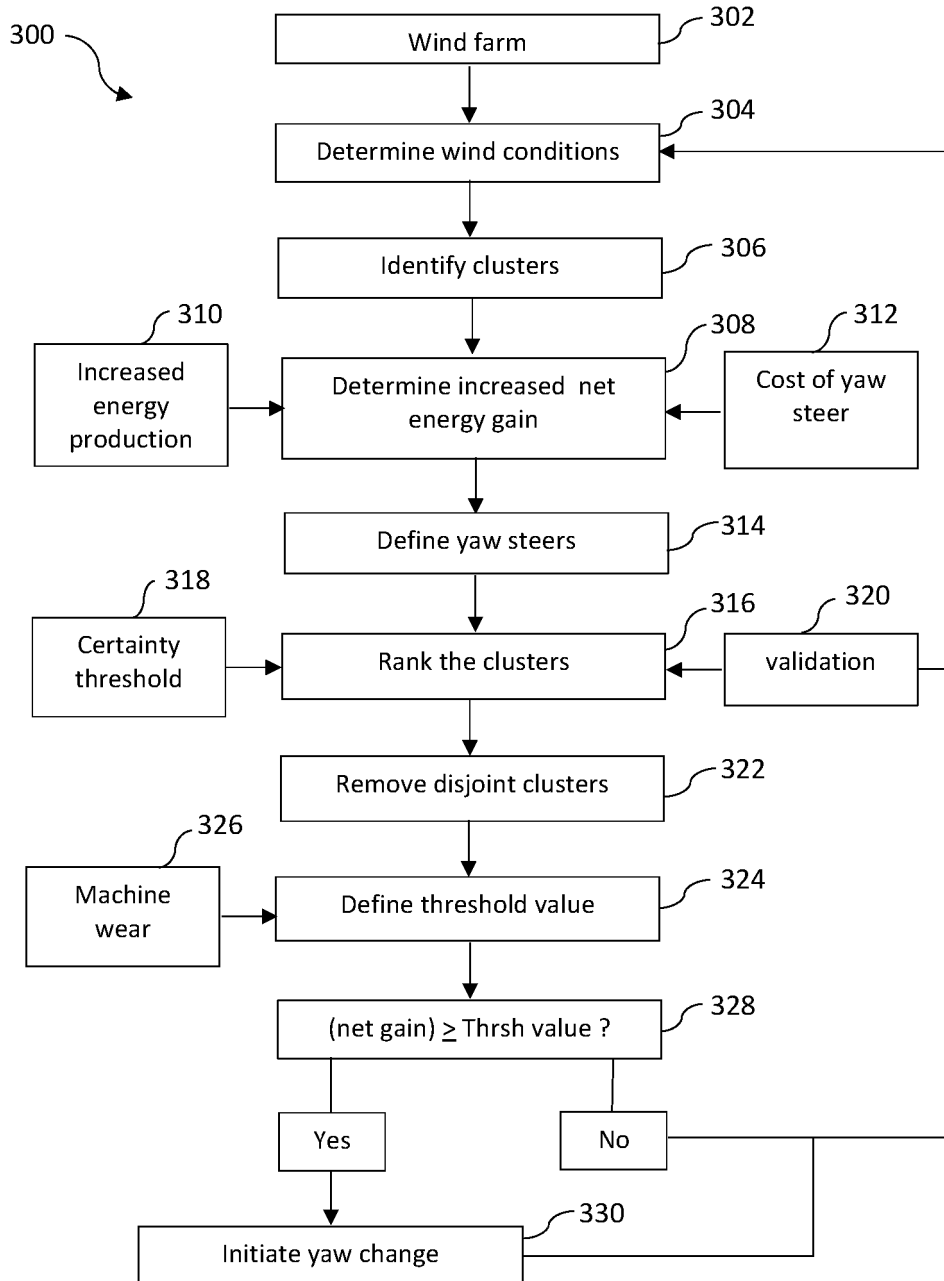 300
302
Wind farm
304
Determine wind conditions
306
Identify clusters
310
308
312
Increased
energy
production
Determine increased net
energy gain
Cost of yaw
steer
314
Define yaw steers
318
316
320
Certainty
threshold
Rank the clusters
validation
322
Remove disjoint clusters
326
324
Machine
wear
Define threshold value
328
(net gain) ≥ Thrsh value ?
Yes
No
330
Initiate yaw change